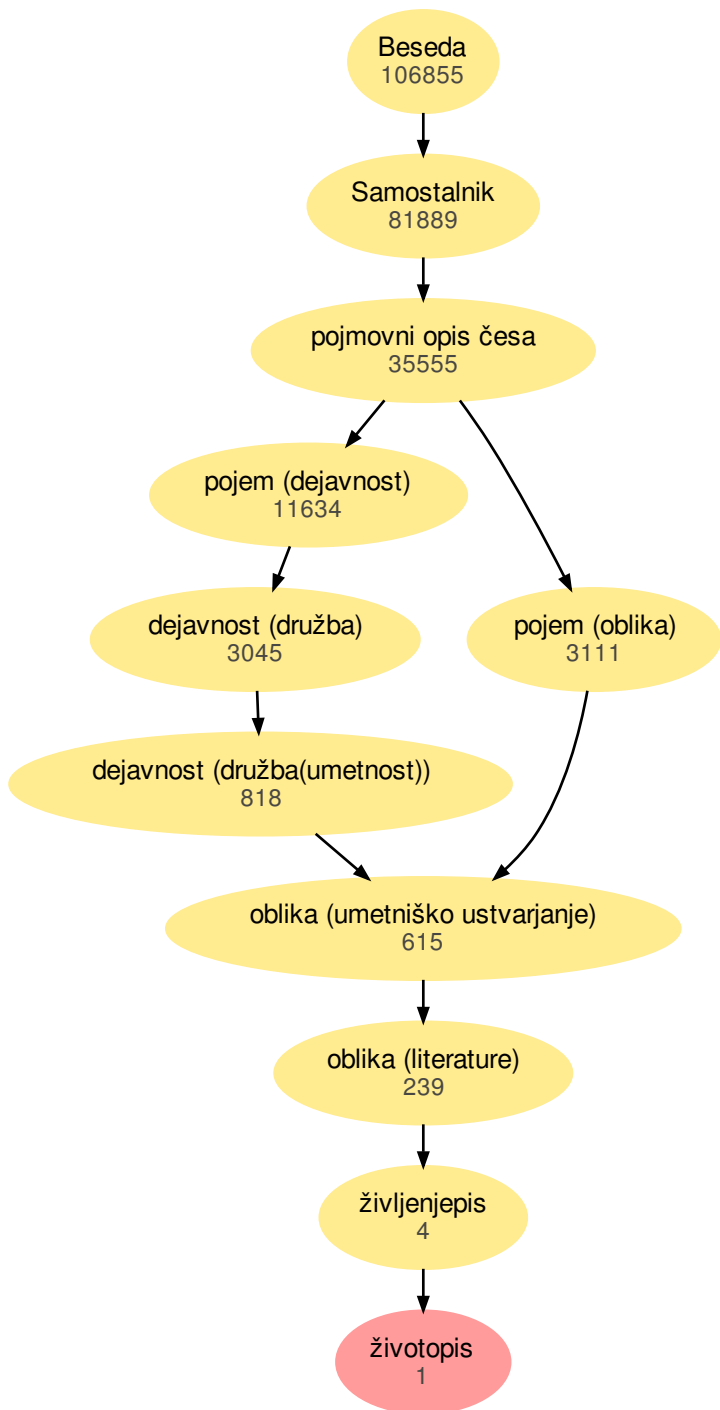 Beseda
106855
Samostalnik
81889
pojmovni opis česa
35555
pojem (dejavnost)
11634
dejavnost (družba)
3045
pojem (oblika)
3111
dejavnost (družba(umetnost))
818
oblika (umetniško ustvarjanje)
615
oblika (literature)
239
življenjepis
4
životopis
1